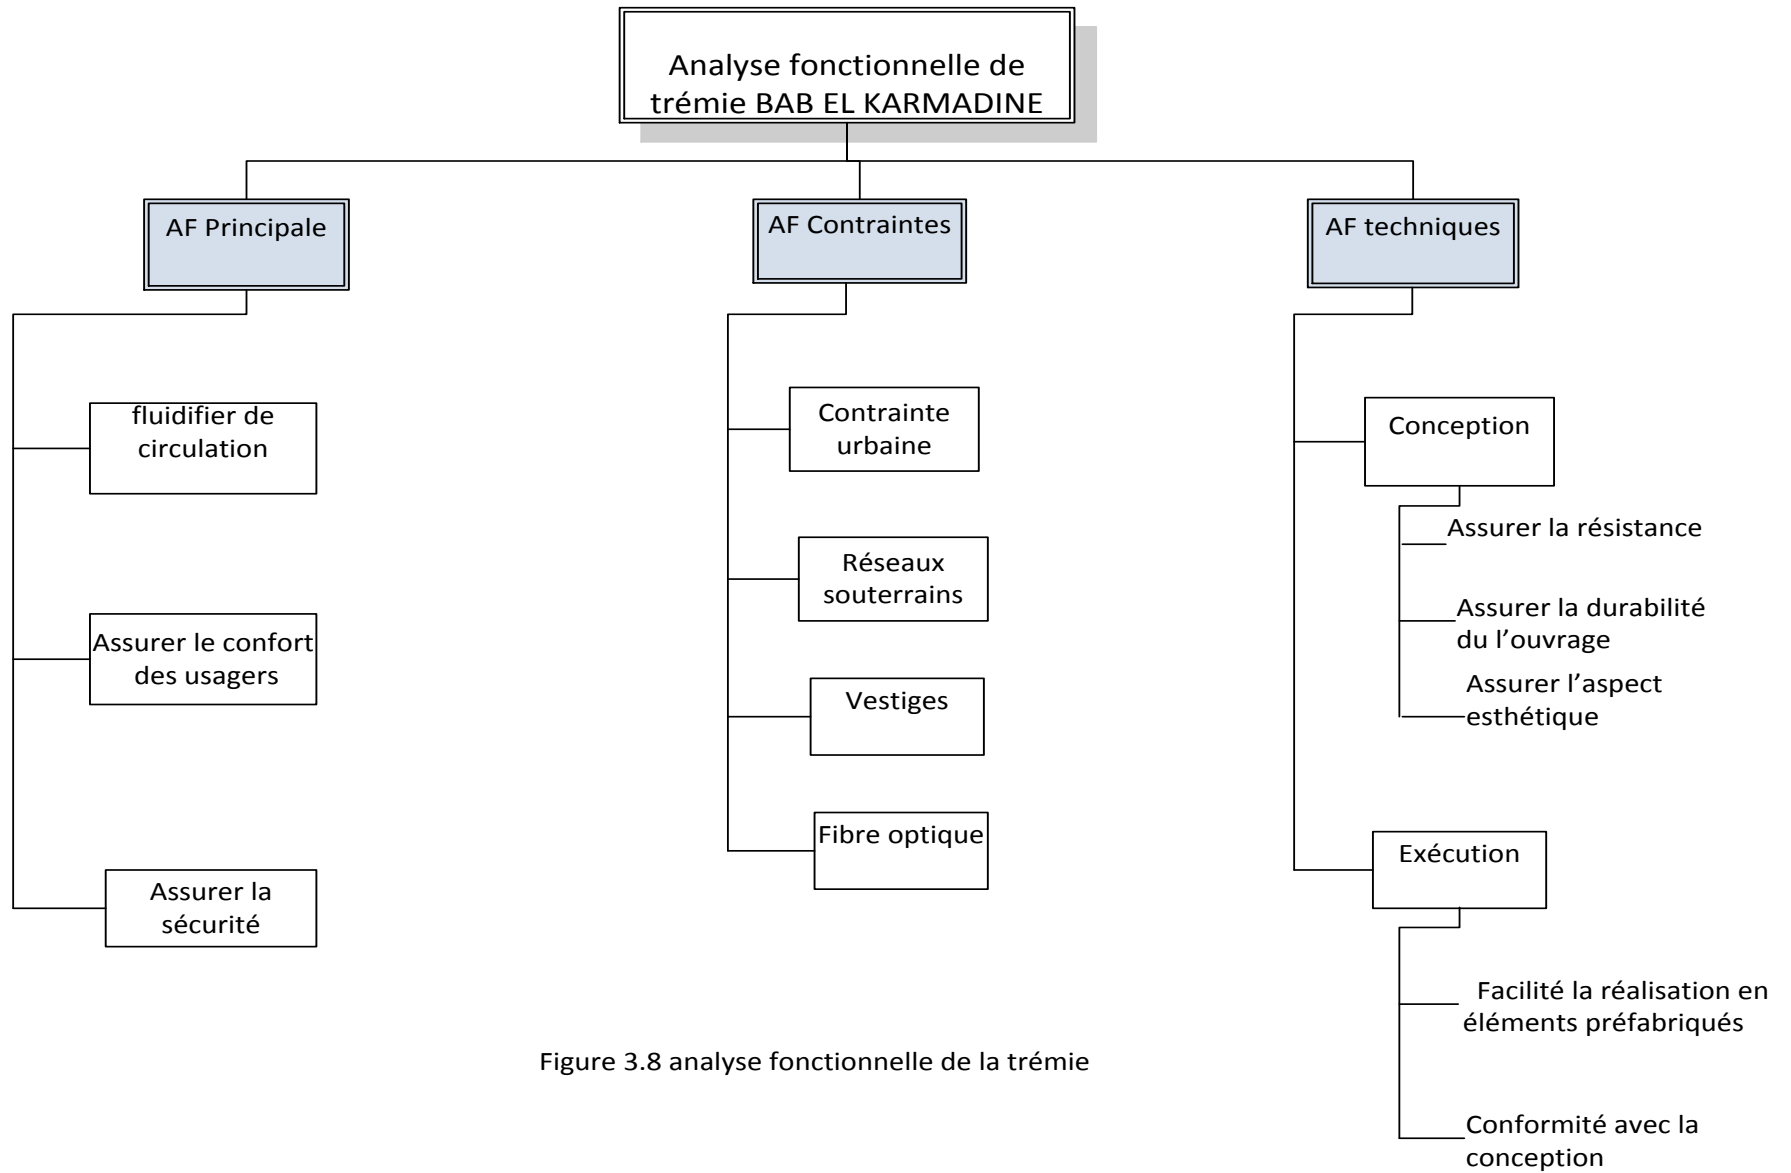 Analyse fonctionnelle de
trémie BAB EL KARMADINE
AF Principale
fluidifier de
circulation
Assurer le confort
des usagers
Assurer la
sécurité
AF Contraintes
Contrainte
urbaine
Réseaux
souterrains
Vestiges
Fibre optique
AF techniques
Conception
Assurer la résistance
Assurer la durabilité
du l’ouvrage
Assurer l’aspect
esthétique
Exécution
Facilité la réalisation en
éléments préfabriqués
Conformité avec la
conception
Figure 3.8 analyse fonctionnelle de la trémie